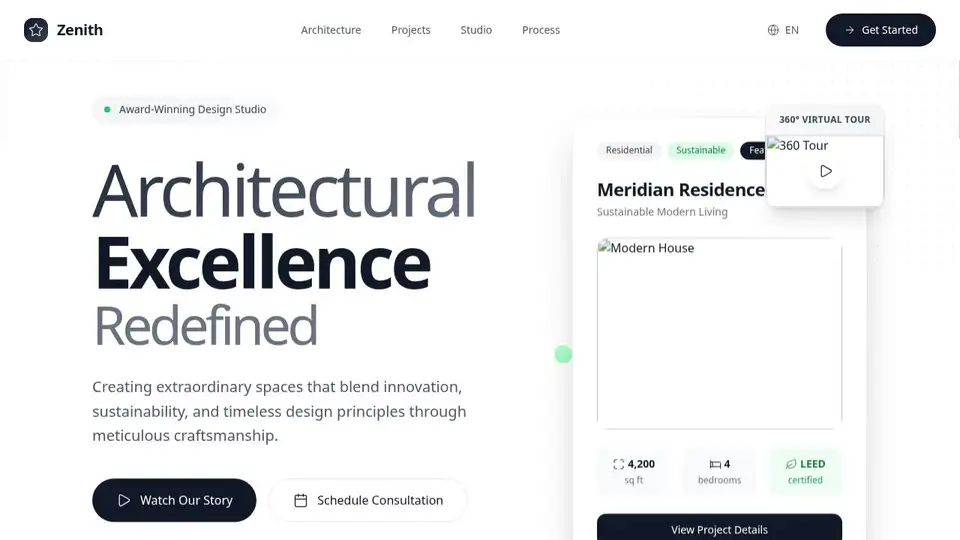 Zenith
Architecture
Projects
Studio
Process
EN
Get Started
Award-Winning Design Studio
Architectural
Excellence
Redefined
Creating extraordinary spaces that blend innovation,
sustainability, and timeless design principles through
meticulous craftsmanship.
Watch Our Story
Schedule Consultation
360° VIRTUAL TOUR
360 Tour
Residential
Sustainable
Meridian Residence
Sustainable Modern Living
Modern House
4,200
sq ft
4
bedrooms
LEED
certified
View Project Details